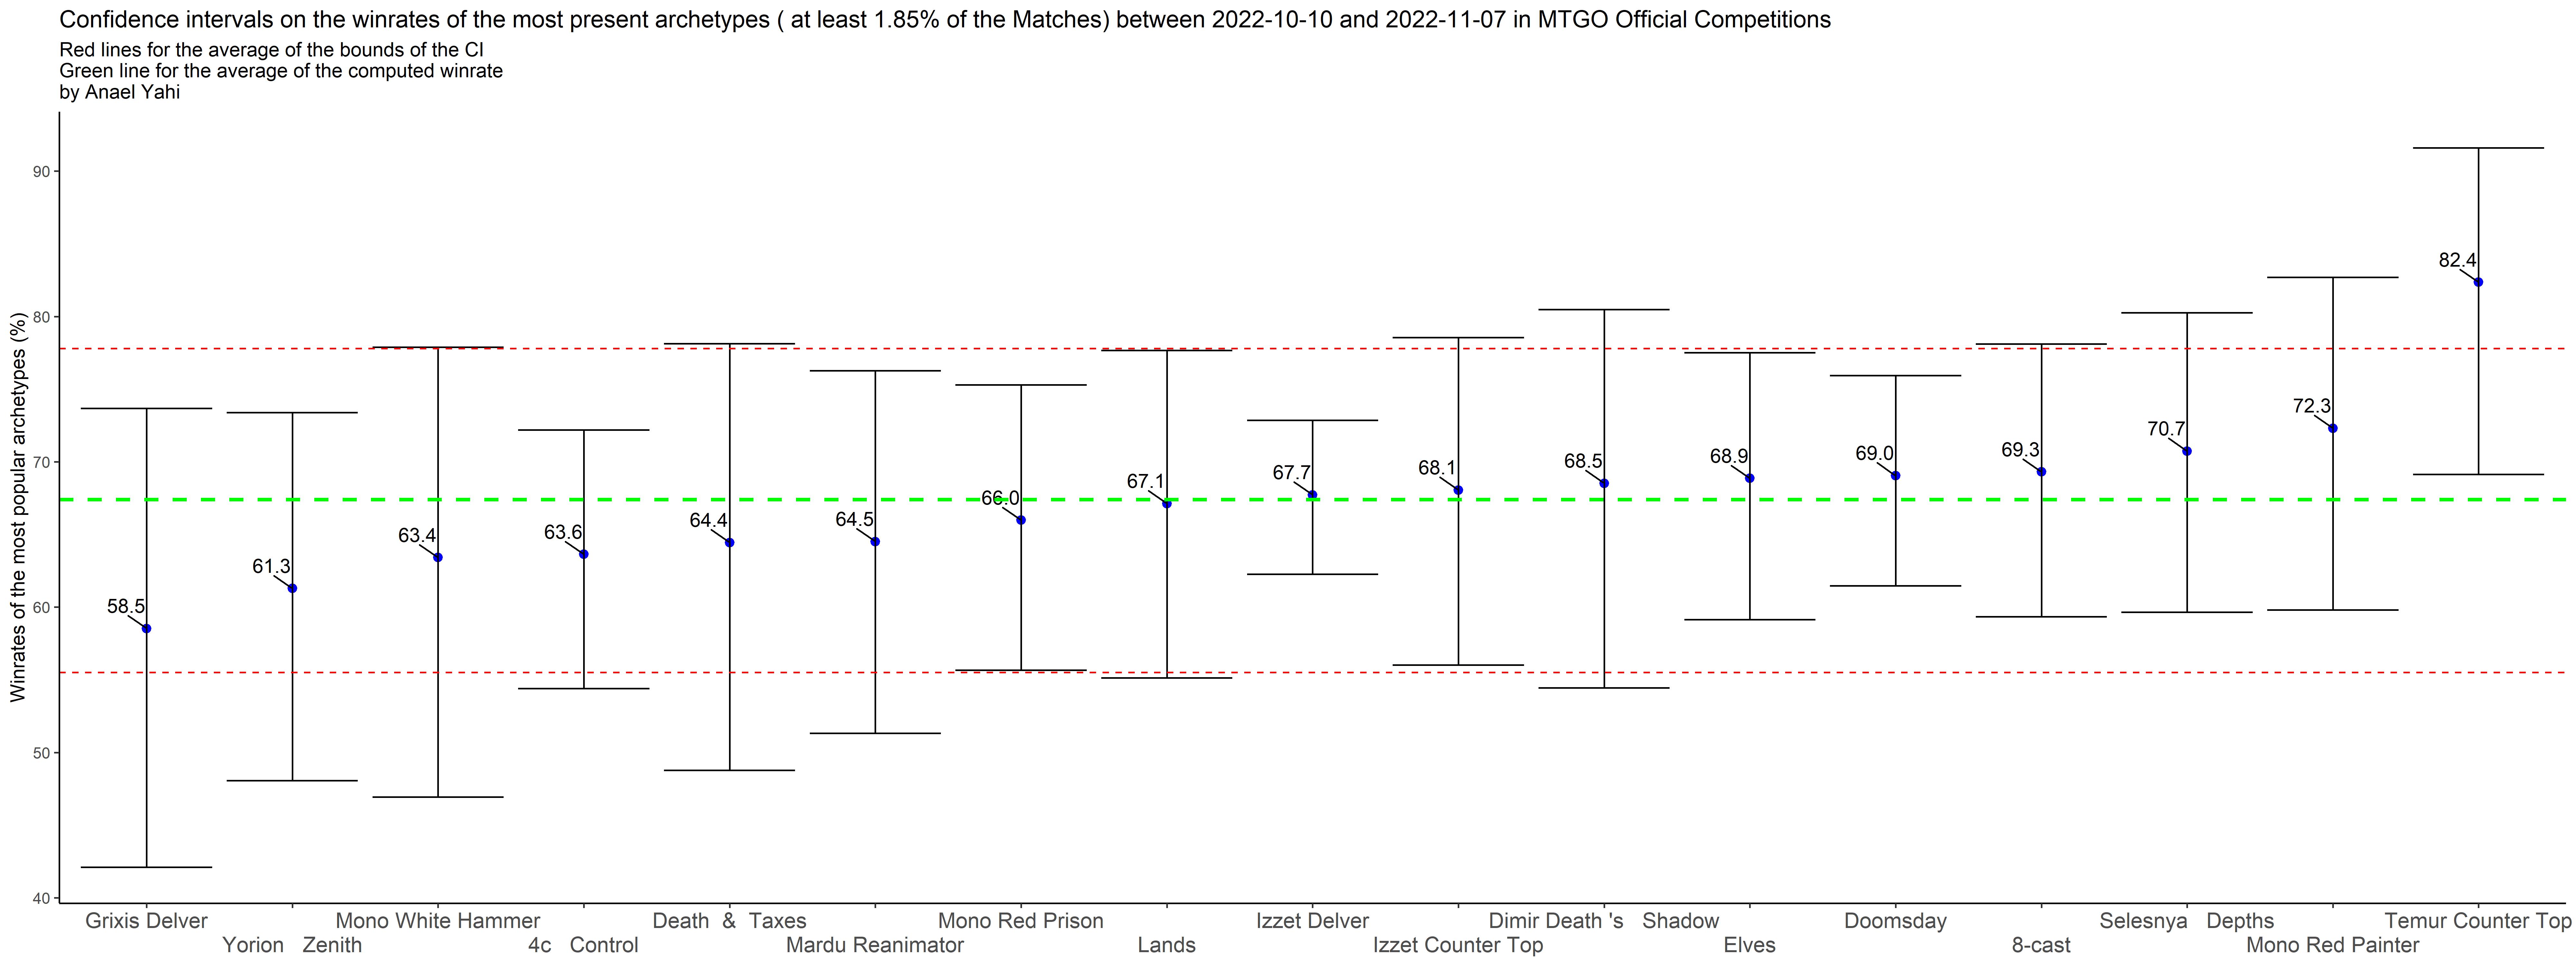 Confidence intervals on the winrates of the most present archetypes ( at least 1.85% of the Matches) between 2022-10-10 and 2022-11-07 in MTGO Official Competitions
Red lines for the average of the bounds of the CI
Green line for the average of the computed winrate
by Anael Yahi
Winrates of the most popular archetypes (%)
90
80
70
60
50
40
58.5
61.3
63.4
63.6
64.4
64.5
66.0
67.1
67.7
68.1
68.5
68.9
69.0
69.3
70.7
72.3
82.4
Grixis Delver
Yorion Zenith
Mono White Hammer
4c Control
Death & Taxes
Mardu Reanimator
Mono Red Prison
Lands
Izzet Delver
Izzet Counter Top
Dimir Death 's Shadow
Elves
Doomsday
8-cast
Selesnya Depths
Mono Red Painter
Temur Counter Top